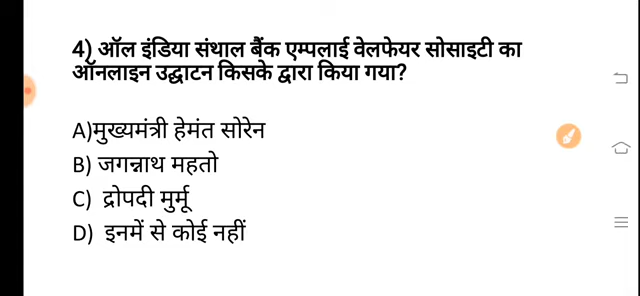 4) ऑल इंडिया संथाल बैंक एम्पलाई वेलफेयर सोसाइटी का
ऑनलाइन उद्घाटन किसके द्वारा किया गया?
A)मुख्यमंत्री हेमंत सोरेन
B) जगन्नाथ महतो
C) द्रोपदी मुर्मू
D) इनमें से कोई नहीं